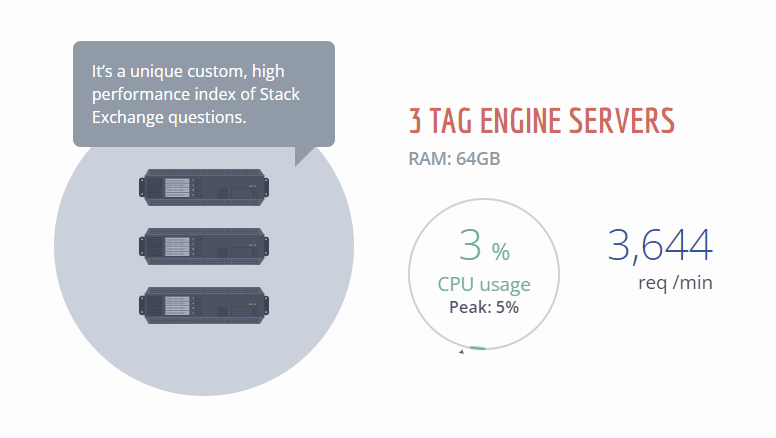 It’s a unique custom, high
performance index of Stack
Exchange questions.
3 TAG ENGINE SERVERS
RAM: 64GB
3 %
CPU usage
Peak: 5%
3,644
req /min